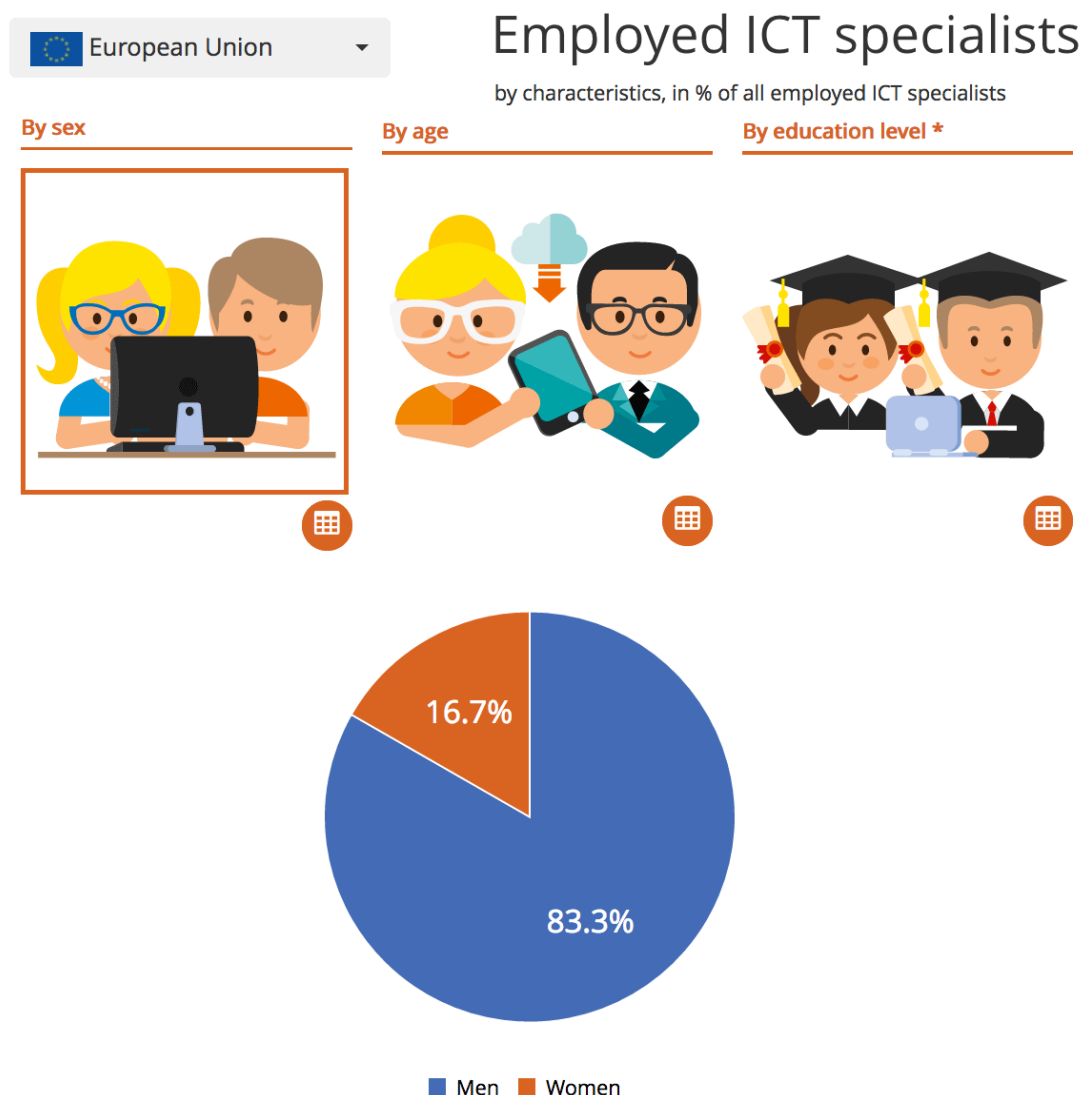 European Union
Employed ICT specialists
by characteristics, in % of all employed ICT specialists
By sex
By age
By education level *
16.7%
83.3%
Men
Women